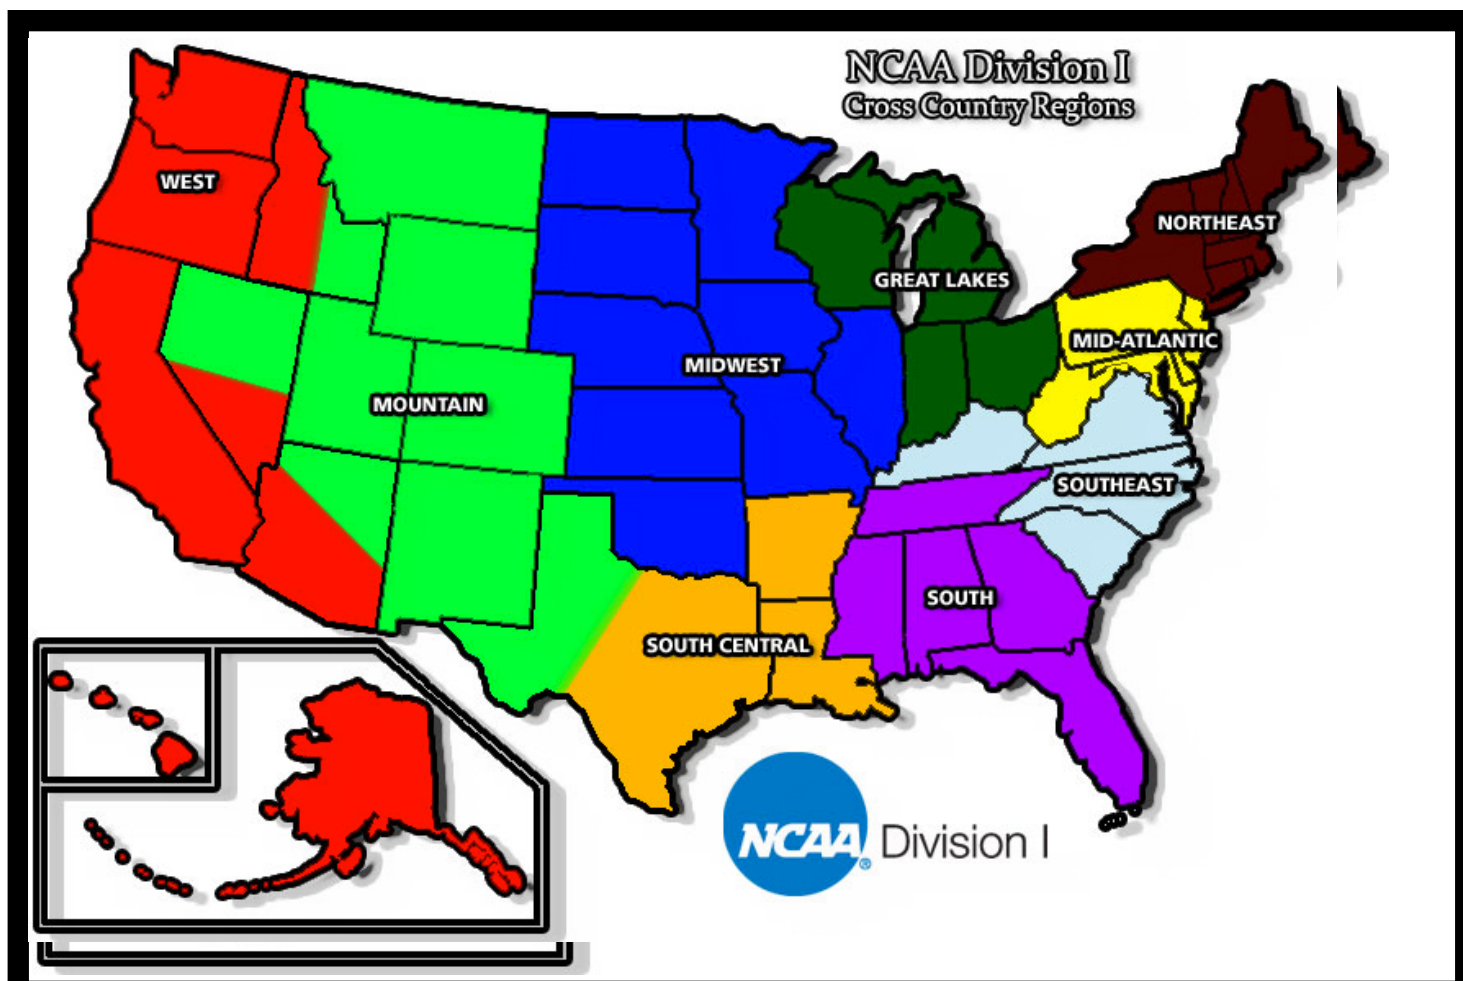 NCAA Division I
Cross Country Regions
WEST
NORTHEAST
GREAT LAKES
MID-ATLANTIC
MIDWEST
MOUNTAIN
SOUTHEAST
SOUTH
SOUTH CENTRAL
NCAA® Division I